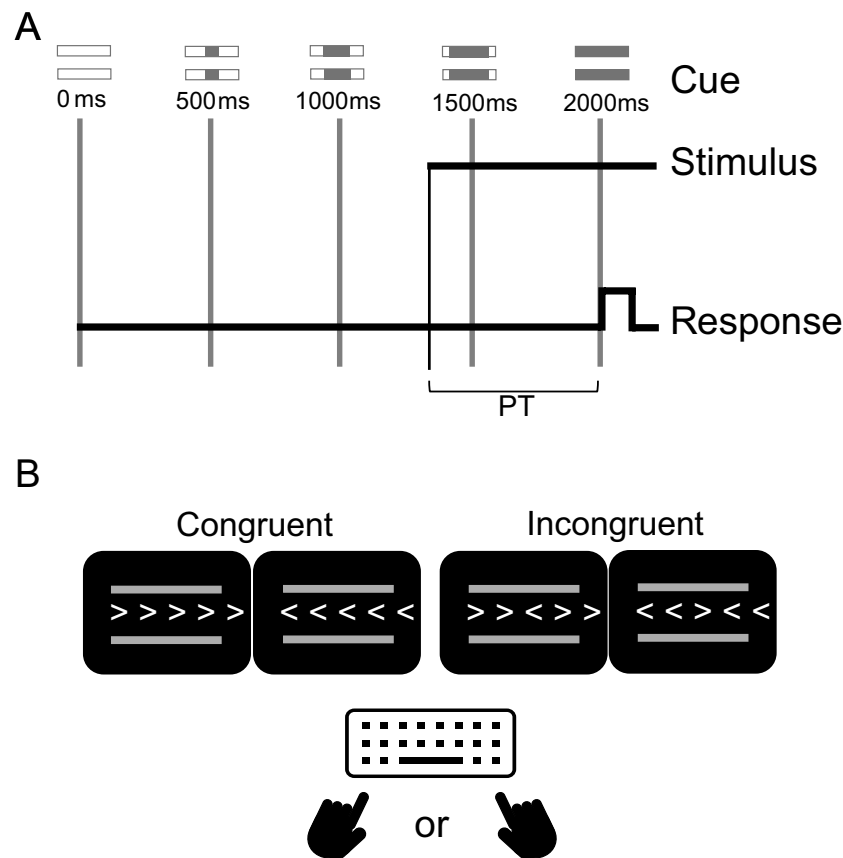 A
Cue
0 ms 500ms 1000ms 1500ms 2000ms
Stimulus
Response
PT
B
Congruent Incongruent
> > > > > < < < < < > > < > > < < > < <
or